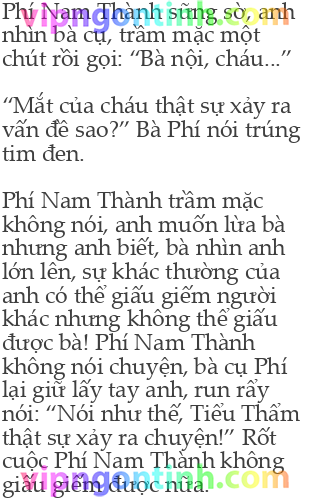 Phí Nam Thành sững sờ, anh
nhìn bà cụ, trầm mặc một
chút rồi gọi: “Bà nội, cháu...”
“Mắt của cháu thật sự xảy ra
vấn đề sao?” Bà Phí nói trúng
tim đen.
Phí Nam Thành trầm mặc
không nói, anh muốn lừa bà
nhưng anh biết, bà nhìn anh
lớn lên, sự khác thường của
anh có thể giấu giếm người
khác nhưng không thể giấu
được bà! Phí Nam Thành
không nói chuyện, bà cụ Phí
lại giữ lấy tay anh, run rẩy
nói: “Nói như thế, Tiểu Thẩm
thật sự xảy ra chuyện!” Rốt
cuộc Phí Nam Thành không
giấu giếm được nữa.
vipngontinh.com
vipngontinh.com